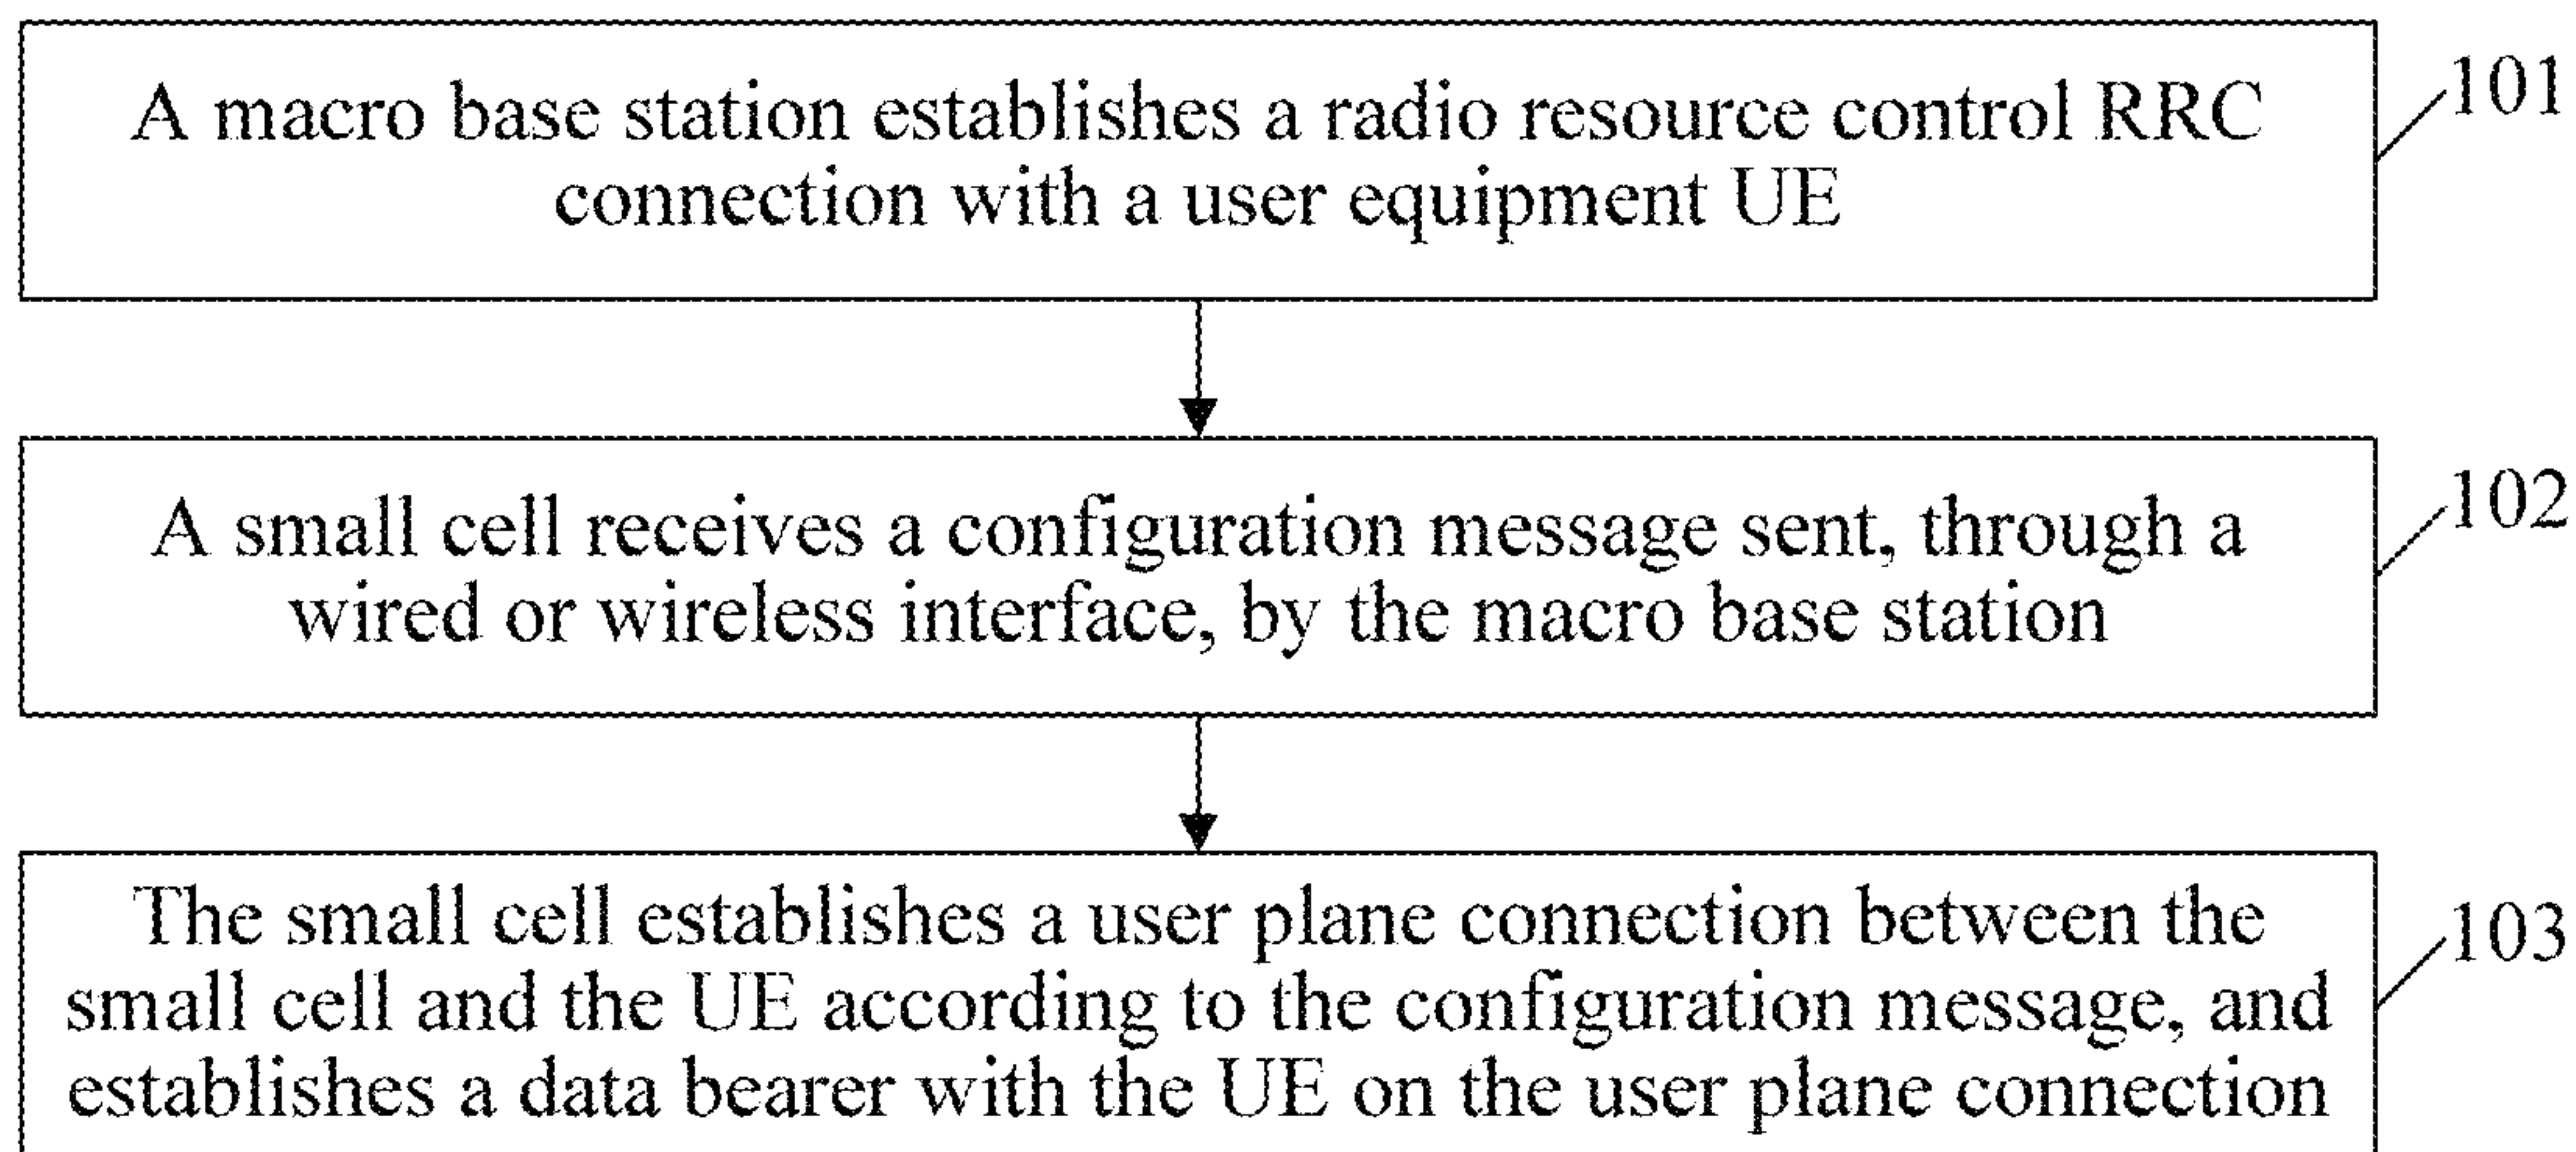 A macro base station establishes a radio resource control RRC
connection with a user equipment UE
101
A small cell receives a configuration message sent, through a
wired or wireless interface, by the macro base station
102
The small cell establishes a user plane connection between the
small cell and the UE according to the configuration message, and
establishes a data bearer with the UE on the user plane connection
103